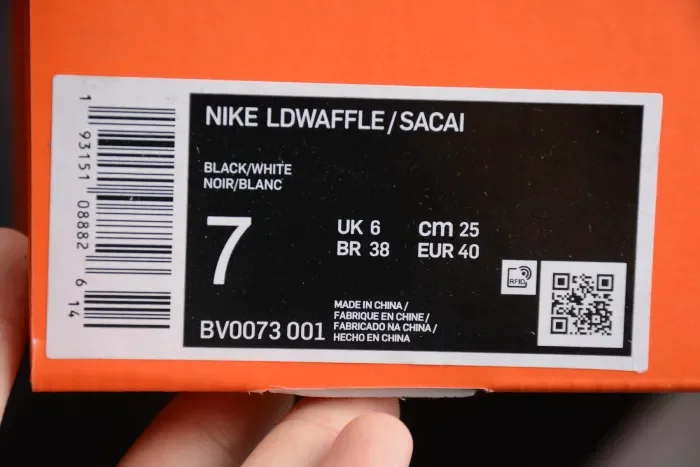 1 93151 08882 6 14
NIKE LDWAFFLE/SACAI
BLACK/WHITE
NOIR/BLANC
7
UK 6 cm 25
BR 38 EUR 40
RFID
BV0073 001
MADE IN CHINA/
FABRIQUE EN CHINE/
FABRICADO NA CHINA/
HECHO EN CHINA